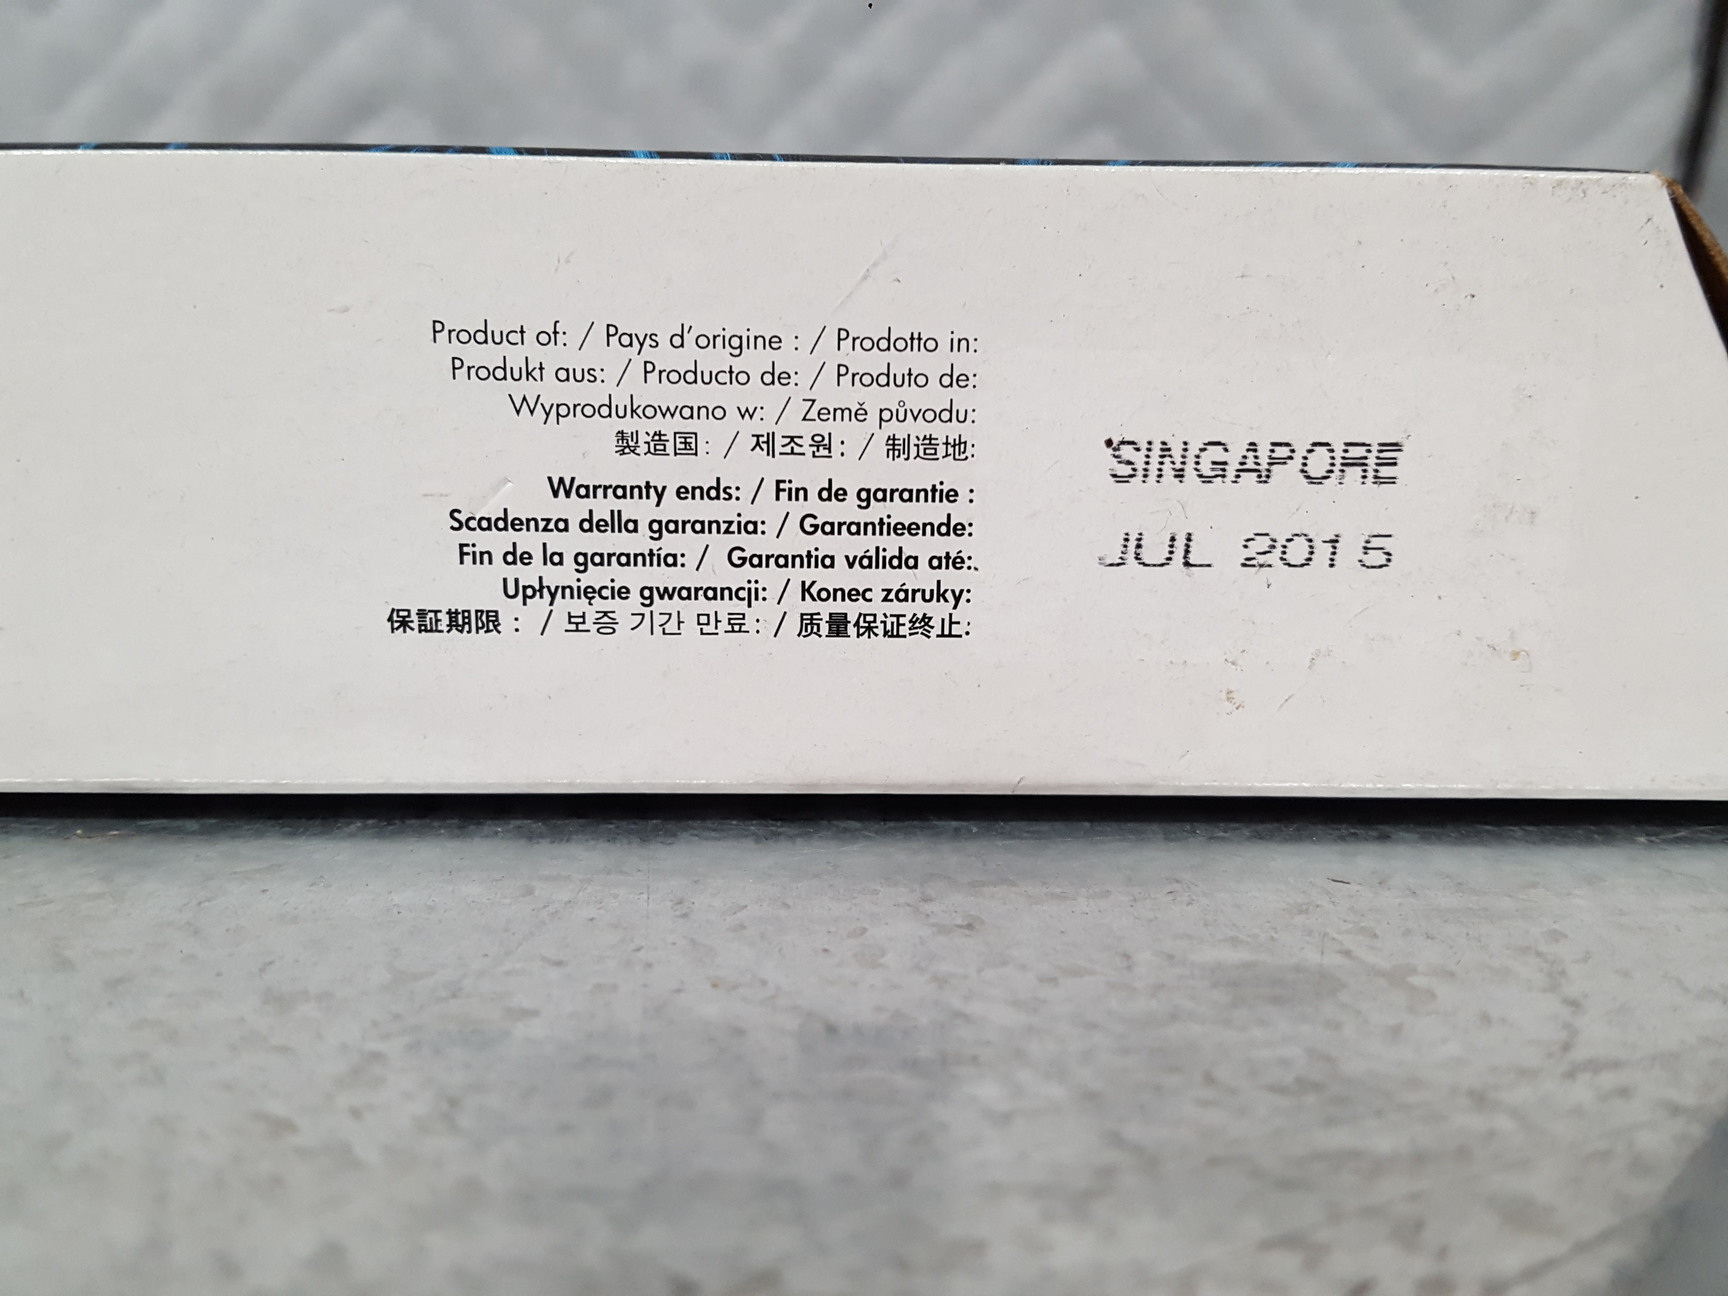 Product of: / Pays d'origine : / Prodotto in:
Produkt aus: / Producto de: / Produto de:
Wyprodukowano w: / Země původu:
製造国: / 제조원: / 制造地:
SINGAPORE
Warranty ends: / Fin de garantie :
Scadenza della garanzia: / Garantieende:
Fin de la garantía: / Garantia válida até:
Upłynięcie gwarancji: / Konec záruky:
保証期限 : / 보증 기간 만료: / 质量保证终止:
JUL 2015